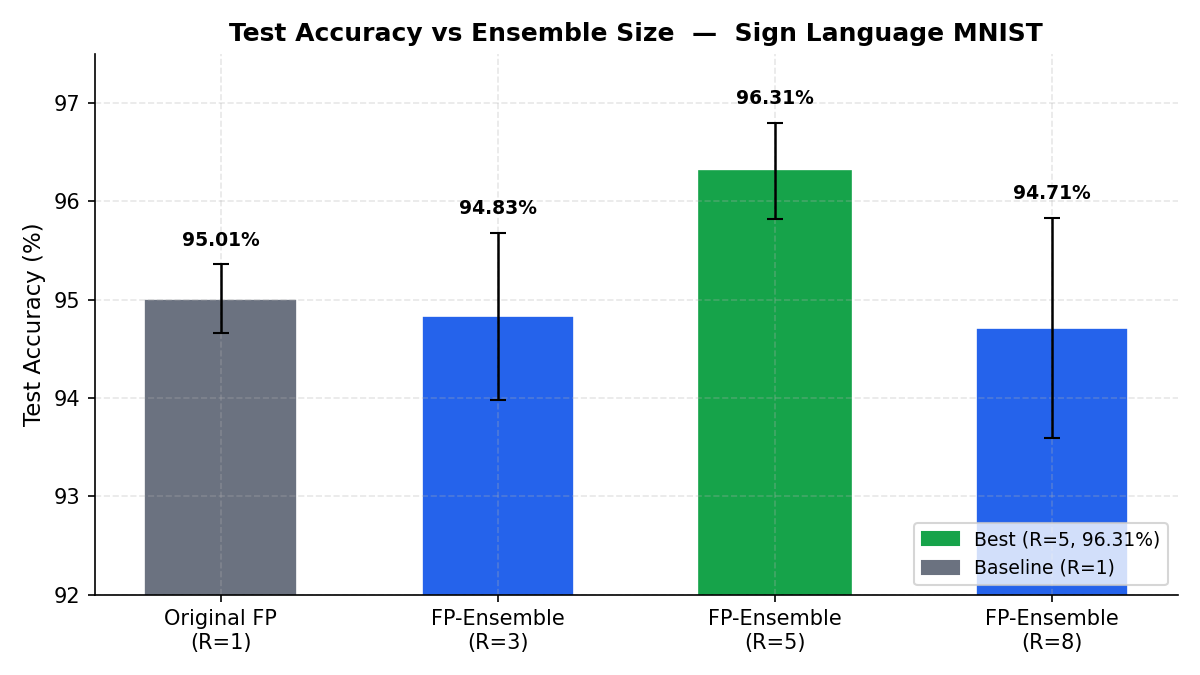 Test Accuracy vs Ensemble Size — Sign Language MNIST
Test Accuracy (%)
97
96
95
94
93
92
95.01%
94.83%
96.31%
94.71%
Original FP
(R=1)
FP-Ensemble
(R=3)
FP-Ensemble
(R=5)
FP-Ensemble
(R=8)
Best (R=5, 96.31%)
Baseline (R=1)